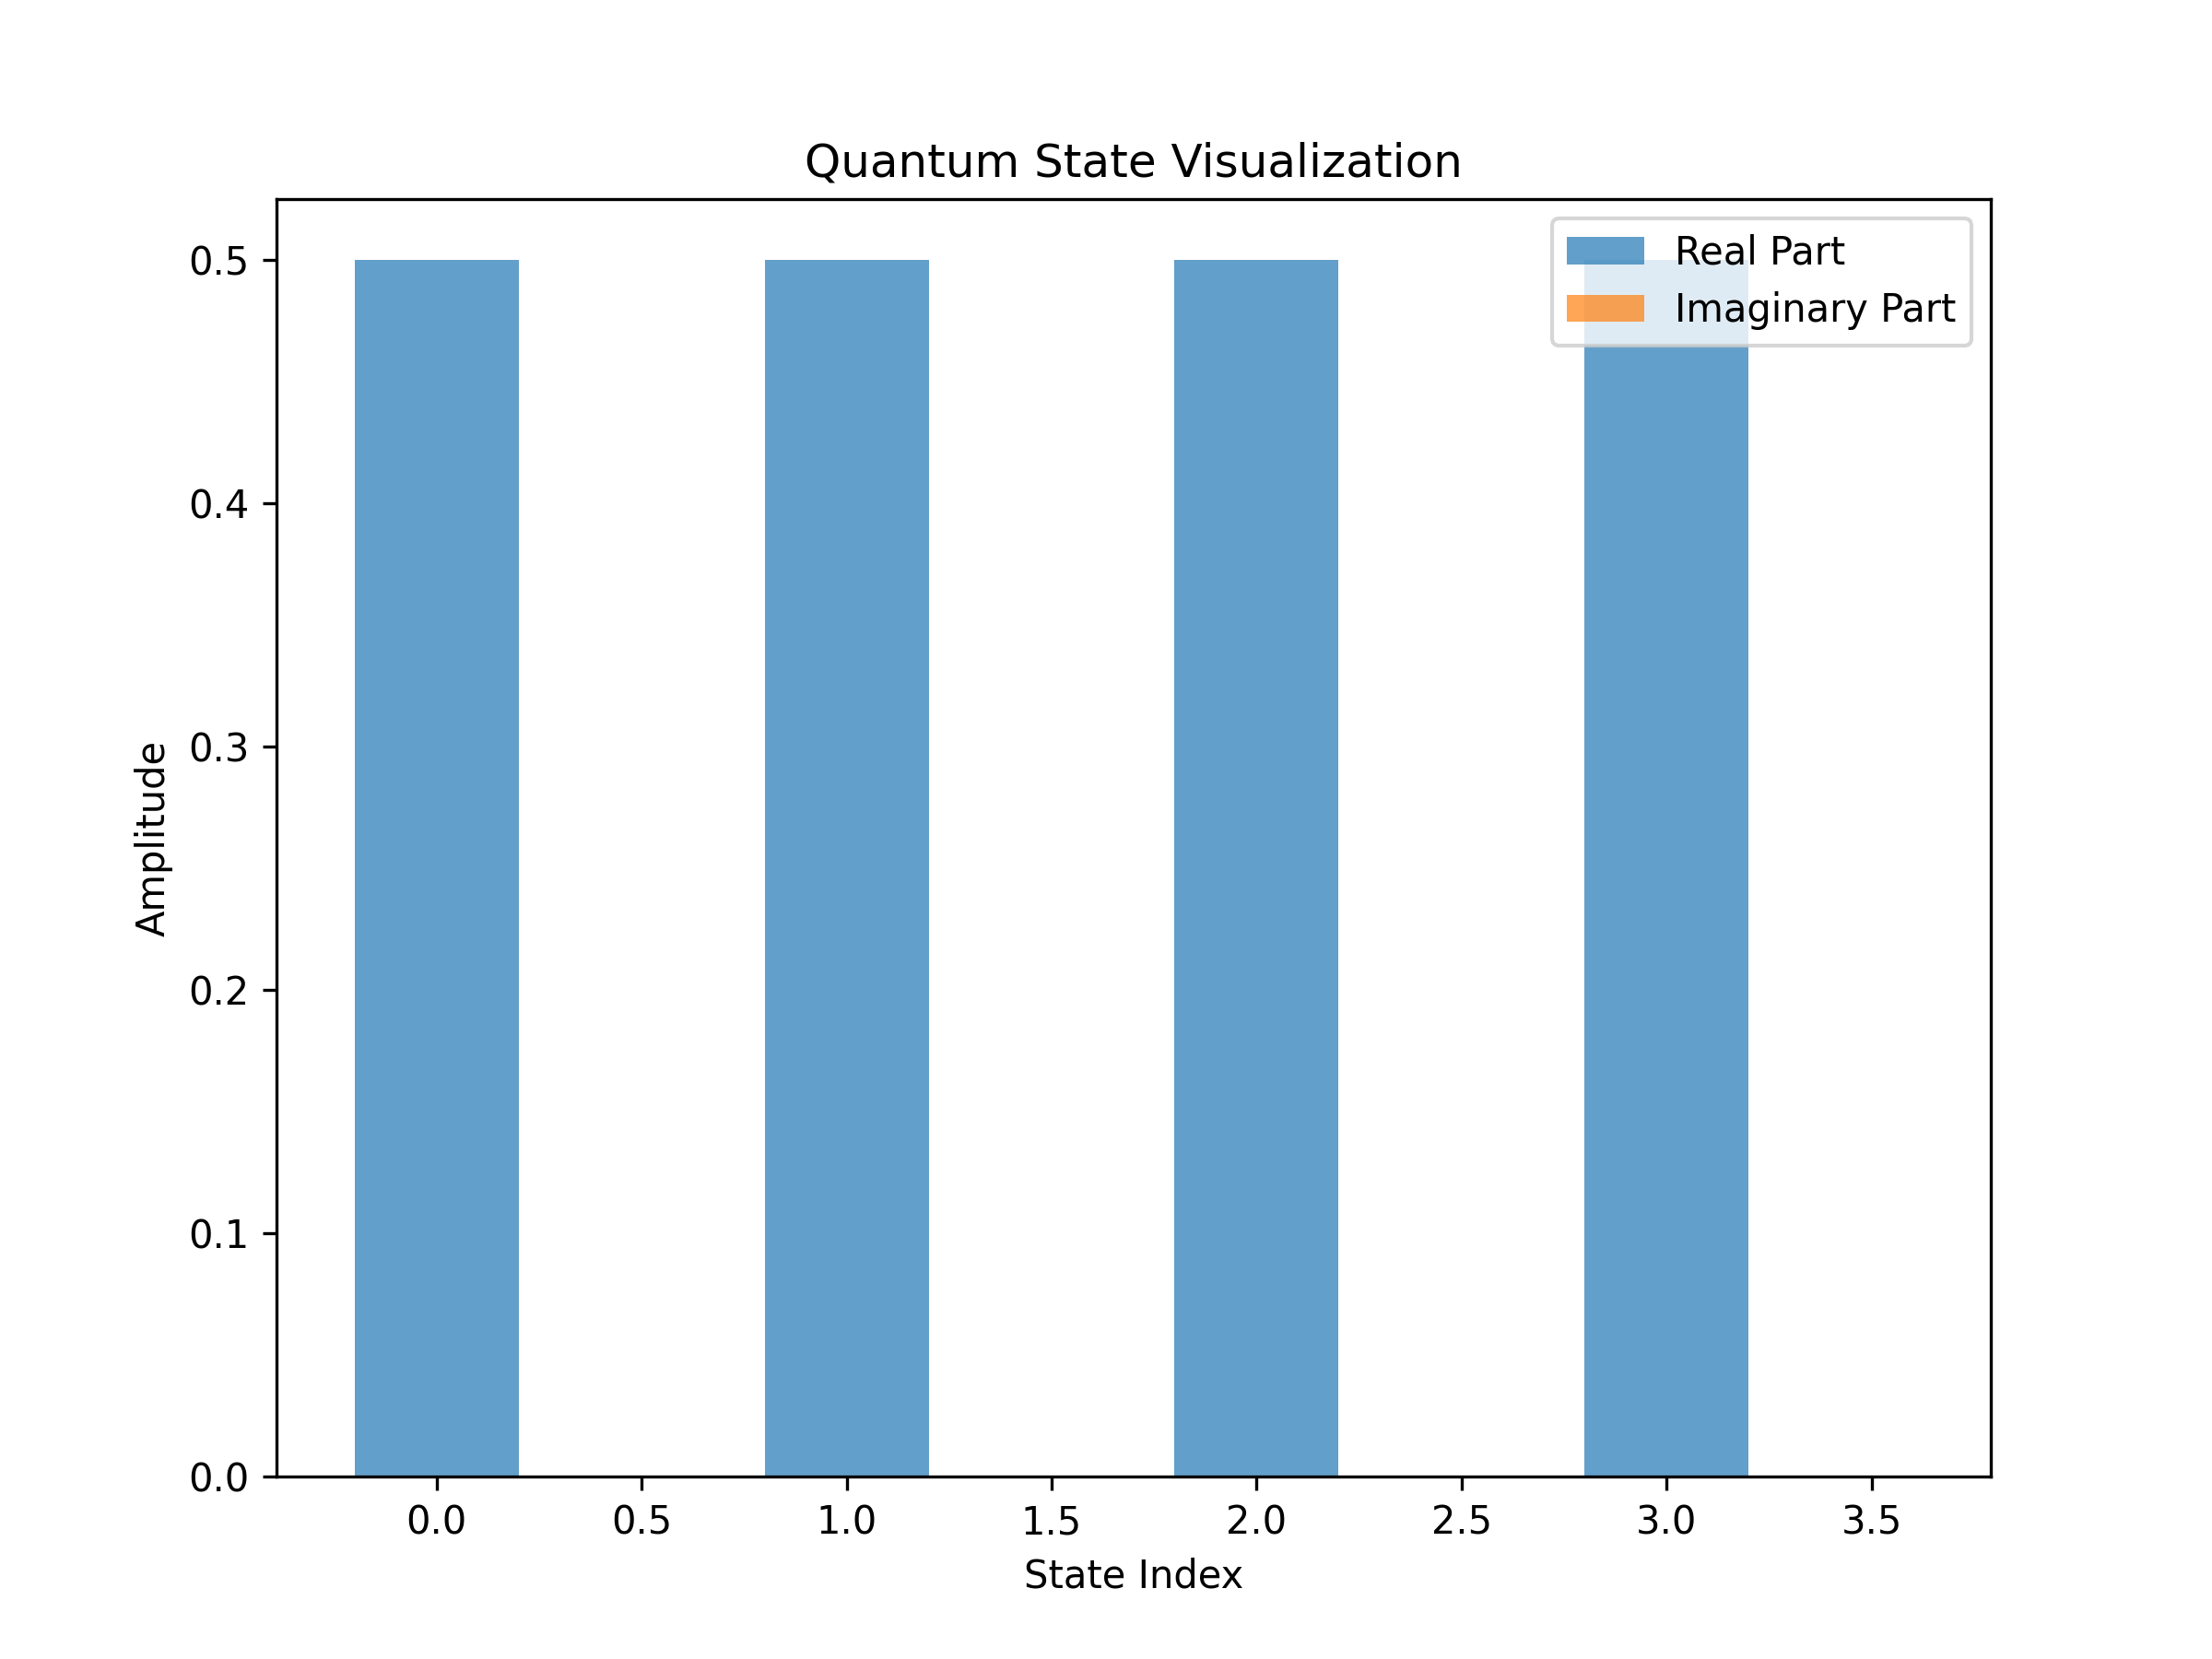 Quantum State Visualization
Real Part
Imaginary Part
0.5
0.4
0.3
0.2
0.1
0.0
Amplitude
0.0 0.5 1.0 1.5 2.0 2.5 3.0 3.5
State Index